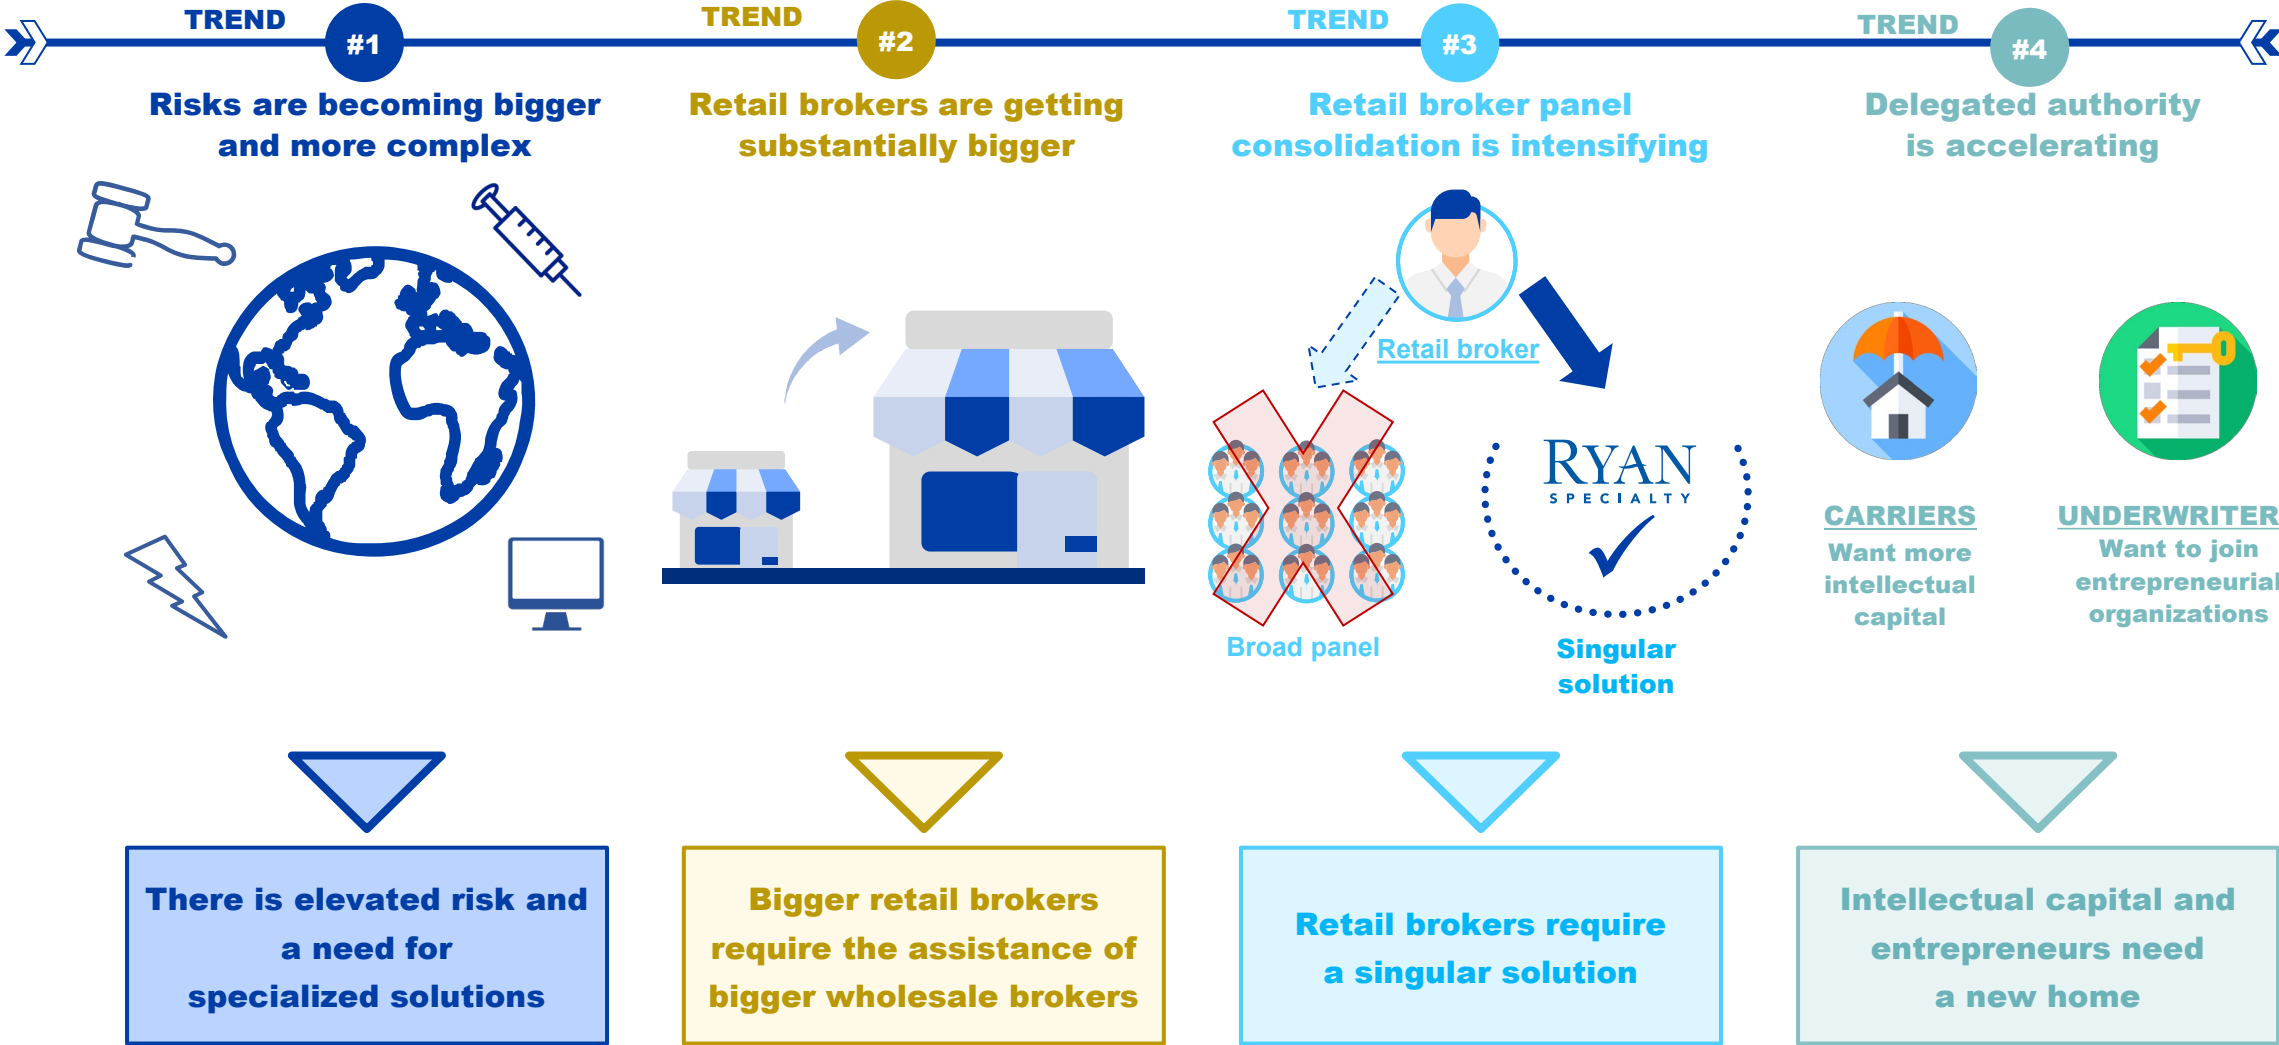 TREND
#1
Risks are becoming bigger
and more complex
TREND
#2
Retail brokers are getting
substantially bigger
TREND
#3
Retail broker panel
consolidation is intensifying
TREND
#4
Delegated authority
is accelerating
Retail broker
Broad panel
RYAN
SPECIALTY
Singular
solution
CARRIERS
Want more
intellectual
capital
UNDERWRITER
Want to join
entrepreneurial
organizations
There is elevated risk and
a need for
specialized solutions
Bigger retail brokers
require the assistance of
bigger wholesale brokers
Retail brokers require
a singular solution
Intellectual capital and
entrepreneurs need
a new home